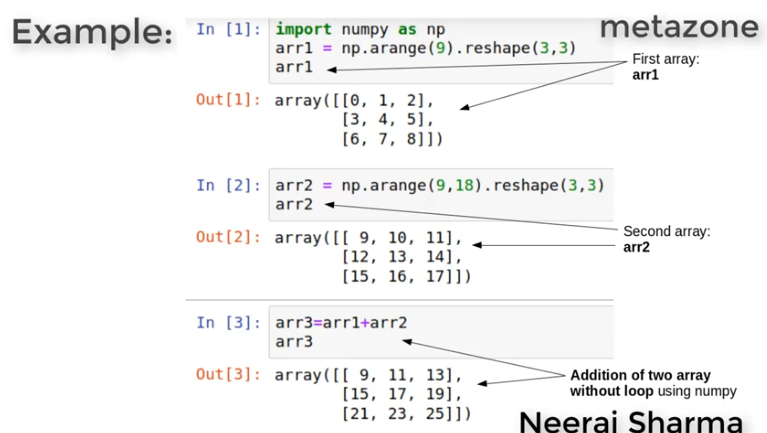 Example:
metazone
In [1]: import numpy as np
arr1 = np.arange(9).reshape(3,3)
arr1
First array:
arr1
Out[1]: array([[0, 1, 2],
[3, 4, 5],
[6, 7, 8]])
In [2]: arr2 = np.arange(9,18).reshape(3,3)
arr2
Second array:
arr2
Out[2]: array([[ 9, 10, 11],
[12, 13, 14],
[15, 16, 17]])
In [3]: arr3=arr1+arr2
arr3
Out[3]: array([[ 9, 11, 13],
[15, 17, 19],
[21, 23, 25]])
Addition of two array
without loop using numpy
Neeraj Sharma